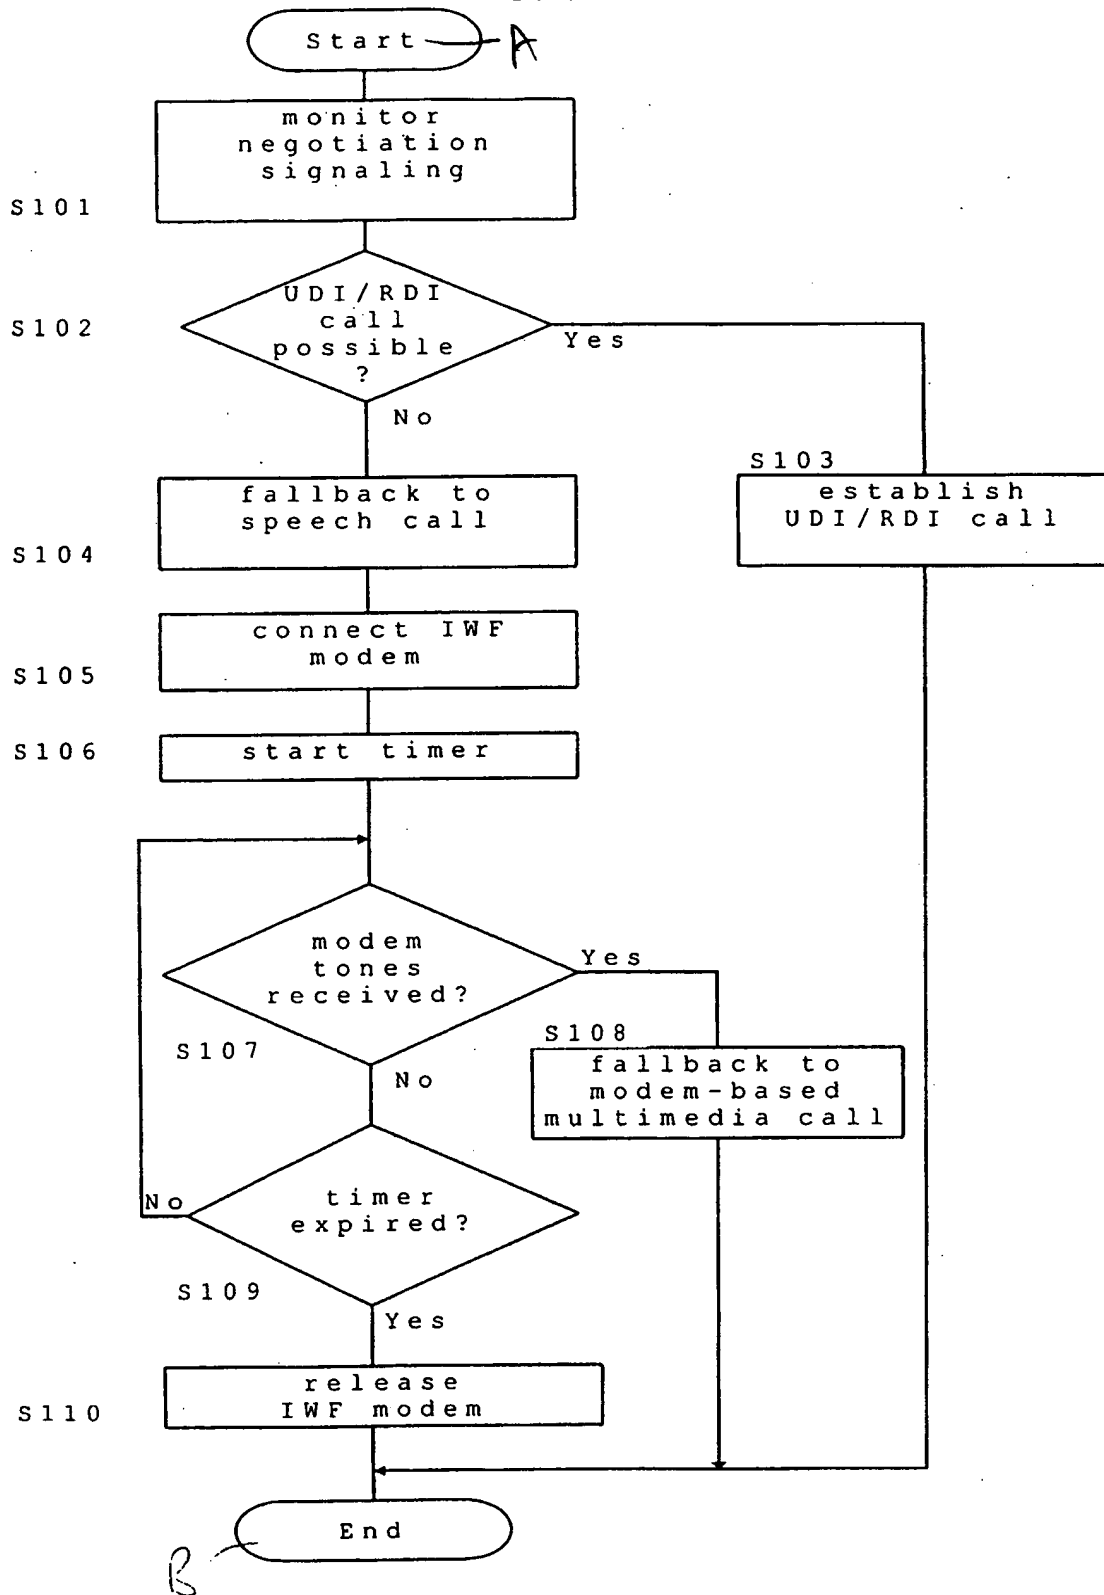 Start A
monitor
negotiation
signaling
S101
UDI/RDI
call
possible
?
S102
Yes
No
S103
establish
UDI/RDI call
fallback to
speech call
S104
connect IWF
modem
S105
S106
start timer
modem
tones
received?
Yes
S107
No
S108
fallback to
modem-based
multimedia call
timer
expired?
No
S109
Yes
release
IWF modem
S110
End
B